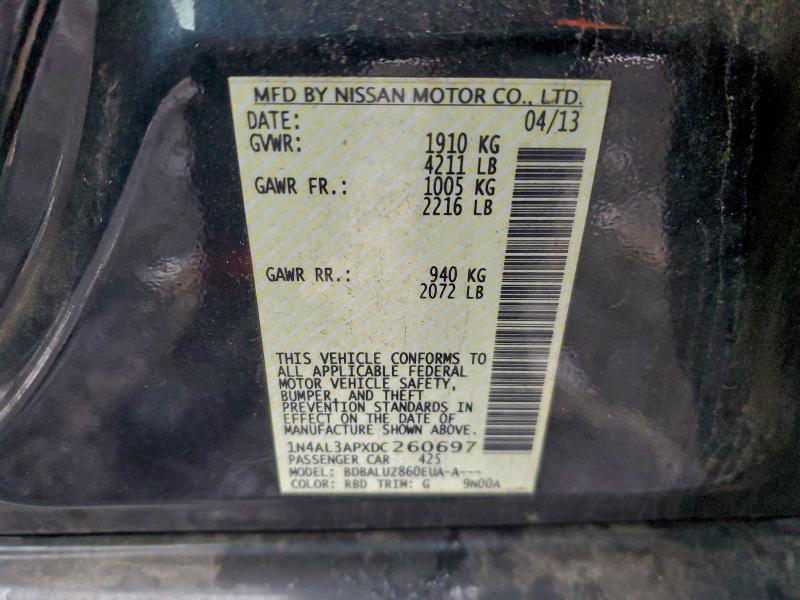 MFD BY NISSAN MOTOR CO., LTD.
DATE: 04/13
GVWR: 1910 KG
4211 LB
GAWR FR.: 1005 KG
2216 LB
GAWR RR.: 940 KG
2072 LB
THIS VEHICLE CONFORMS TO
ALL APPLICABLE FEDERAL
MOTOR VEHICLE SAFETY,
BUMPER, AND THEFT
PREVENTION STANDARDS IN
EFFECT ON THE DATE OF
MANUFACTURE SHOWN ABOVE.
1N4AL3APXDC260697
PASSENGER CAR 425
MODEL: BDBALUZ860EUA-A---
COLOR: RBD TRIM: G 9N00A